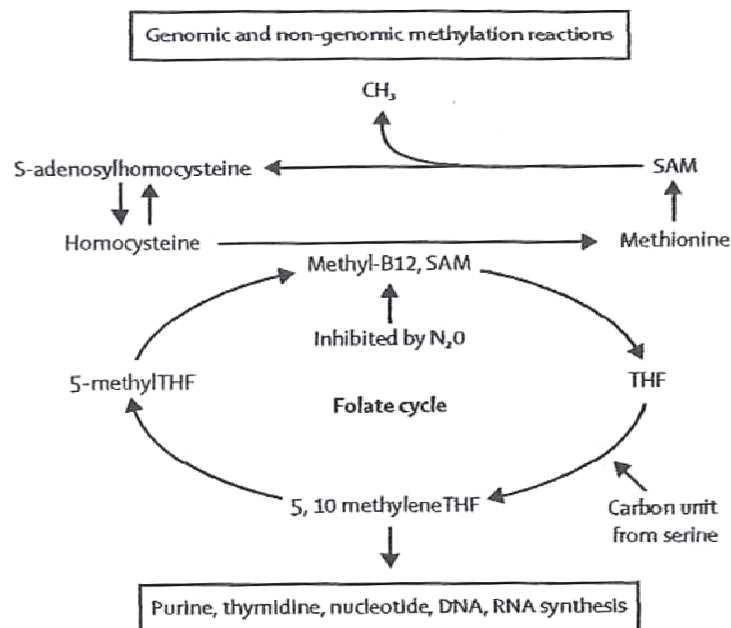 Genomic and non-genomic methylation reactions
CH₃
S-adenosylhomocysteine
SAM
Homocysteine
Methionine
Methyl-B12, SAM
Inhibited by N₂0
5-methylTHF
THF
Folate cycle
5, 10 methyleneTHF
Carbon unit
from serine
Purine, thymidine, nucleotide, DNA, RNA synthesis